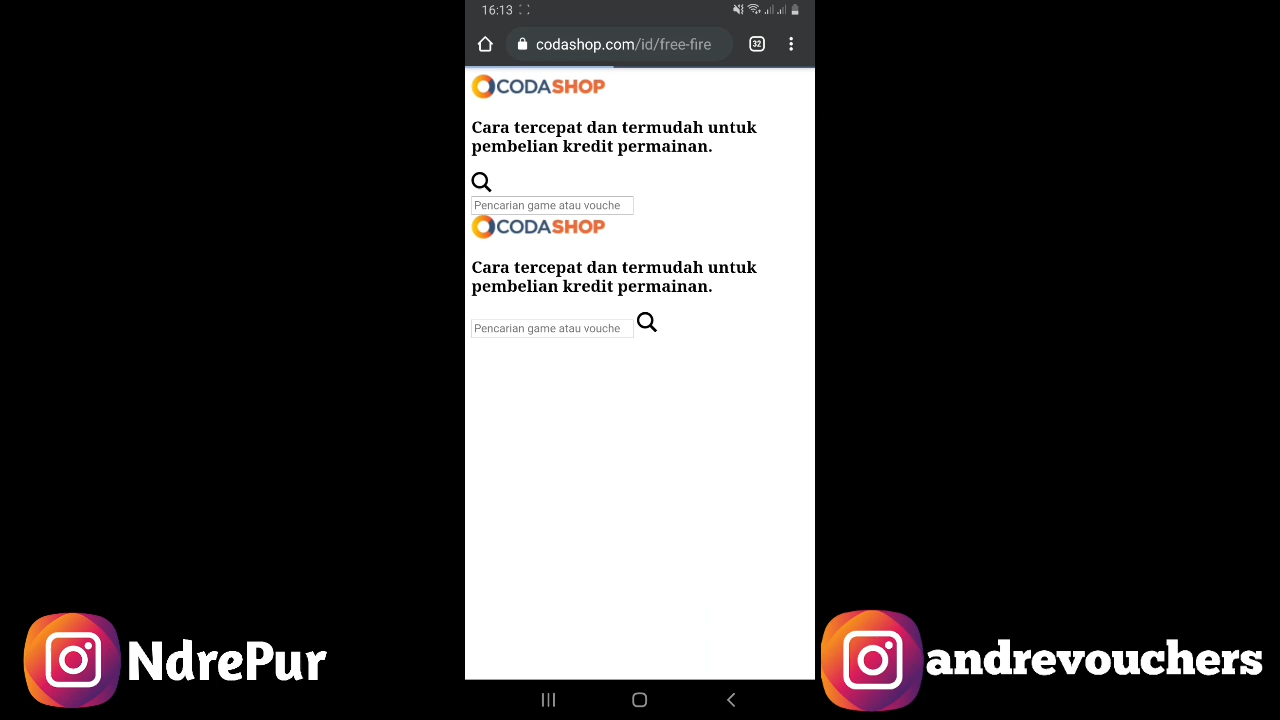 16:13
codashop.com/id/free-fire
32
CODASHOP
Cara tercepat dan termudah untuk
pembelian kredit permainan.
Pencarian game atau vouche
CODASHOP
Cara tercepat dan termudah untuk
pembelian kredit permainan.
Pencarian game atau vouche
NdrePur
andrevouchers